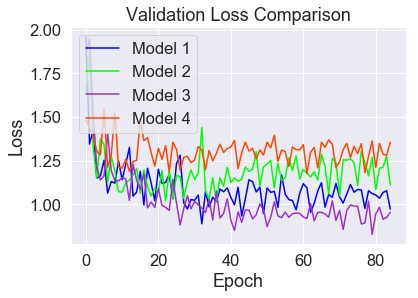 Validation Loss Comparison
2.00
1.75
1.50
1.25
1.00
Loss
Model 1
Model 2
Model 3
Model 4
0
20
40
60
80
Epoch